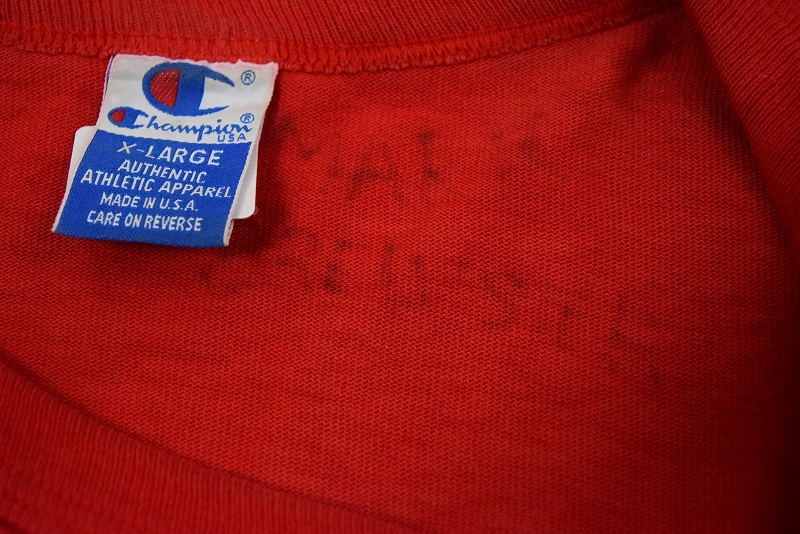 ®
Champion®
USA
X-LARGE
AUTHENTIC
ATHLETIC APPAREL
MADE IN U.S.A.
CARE ON REVERSE